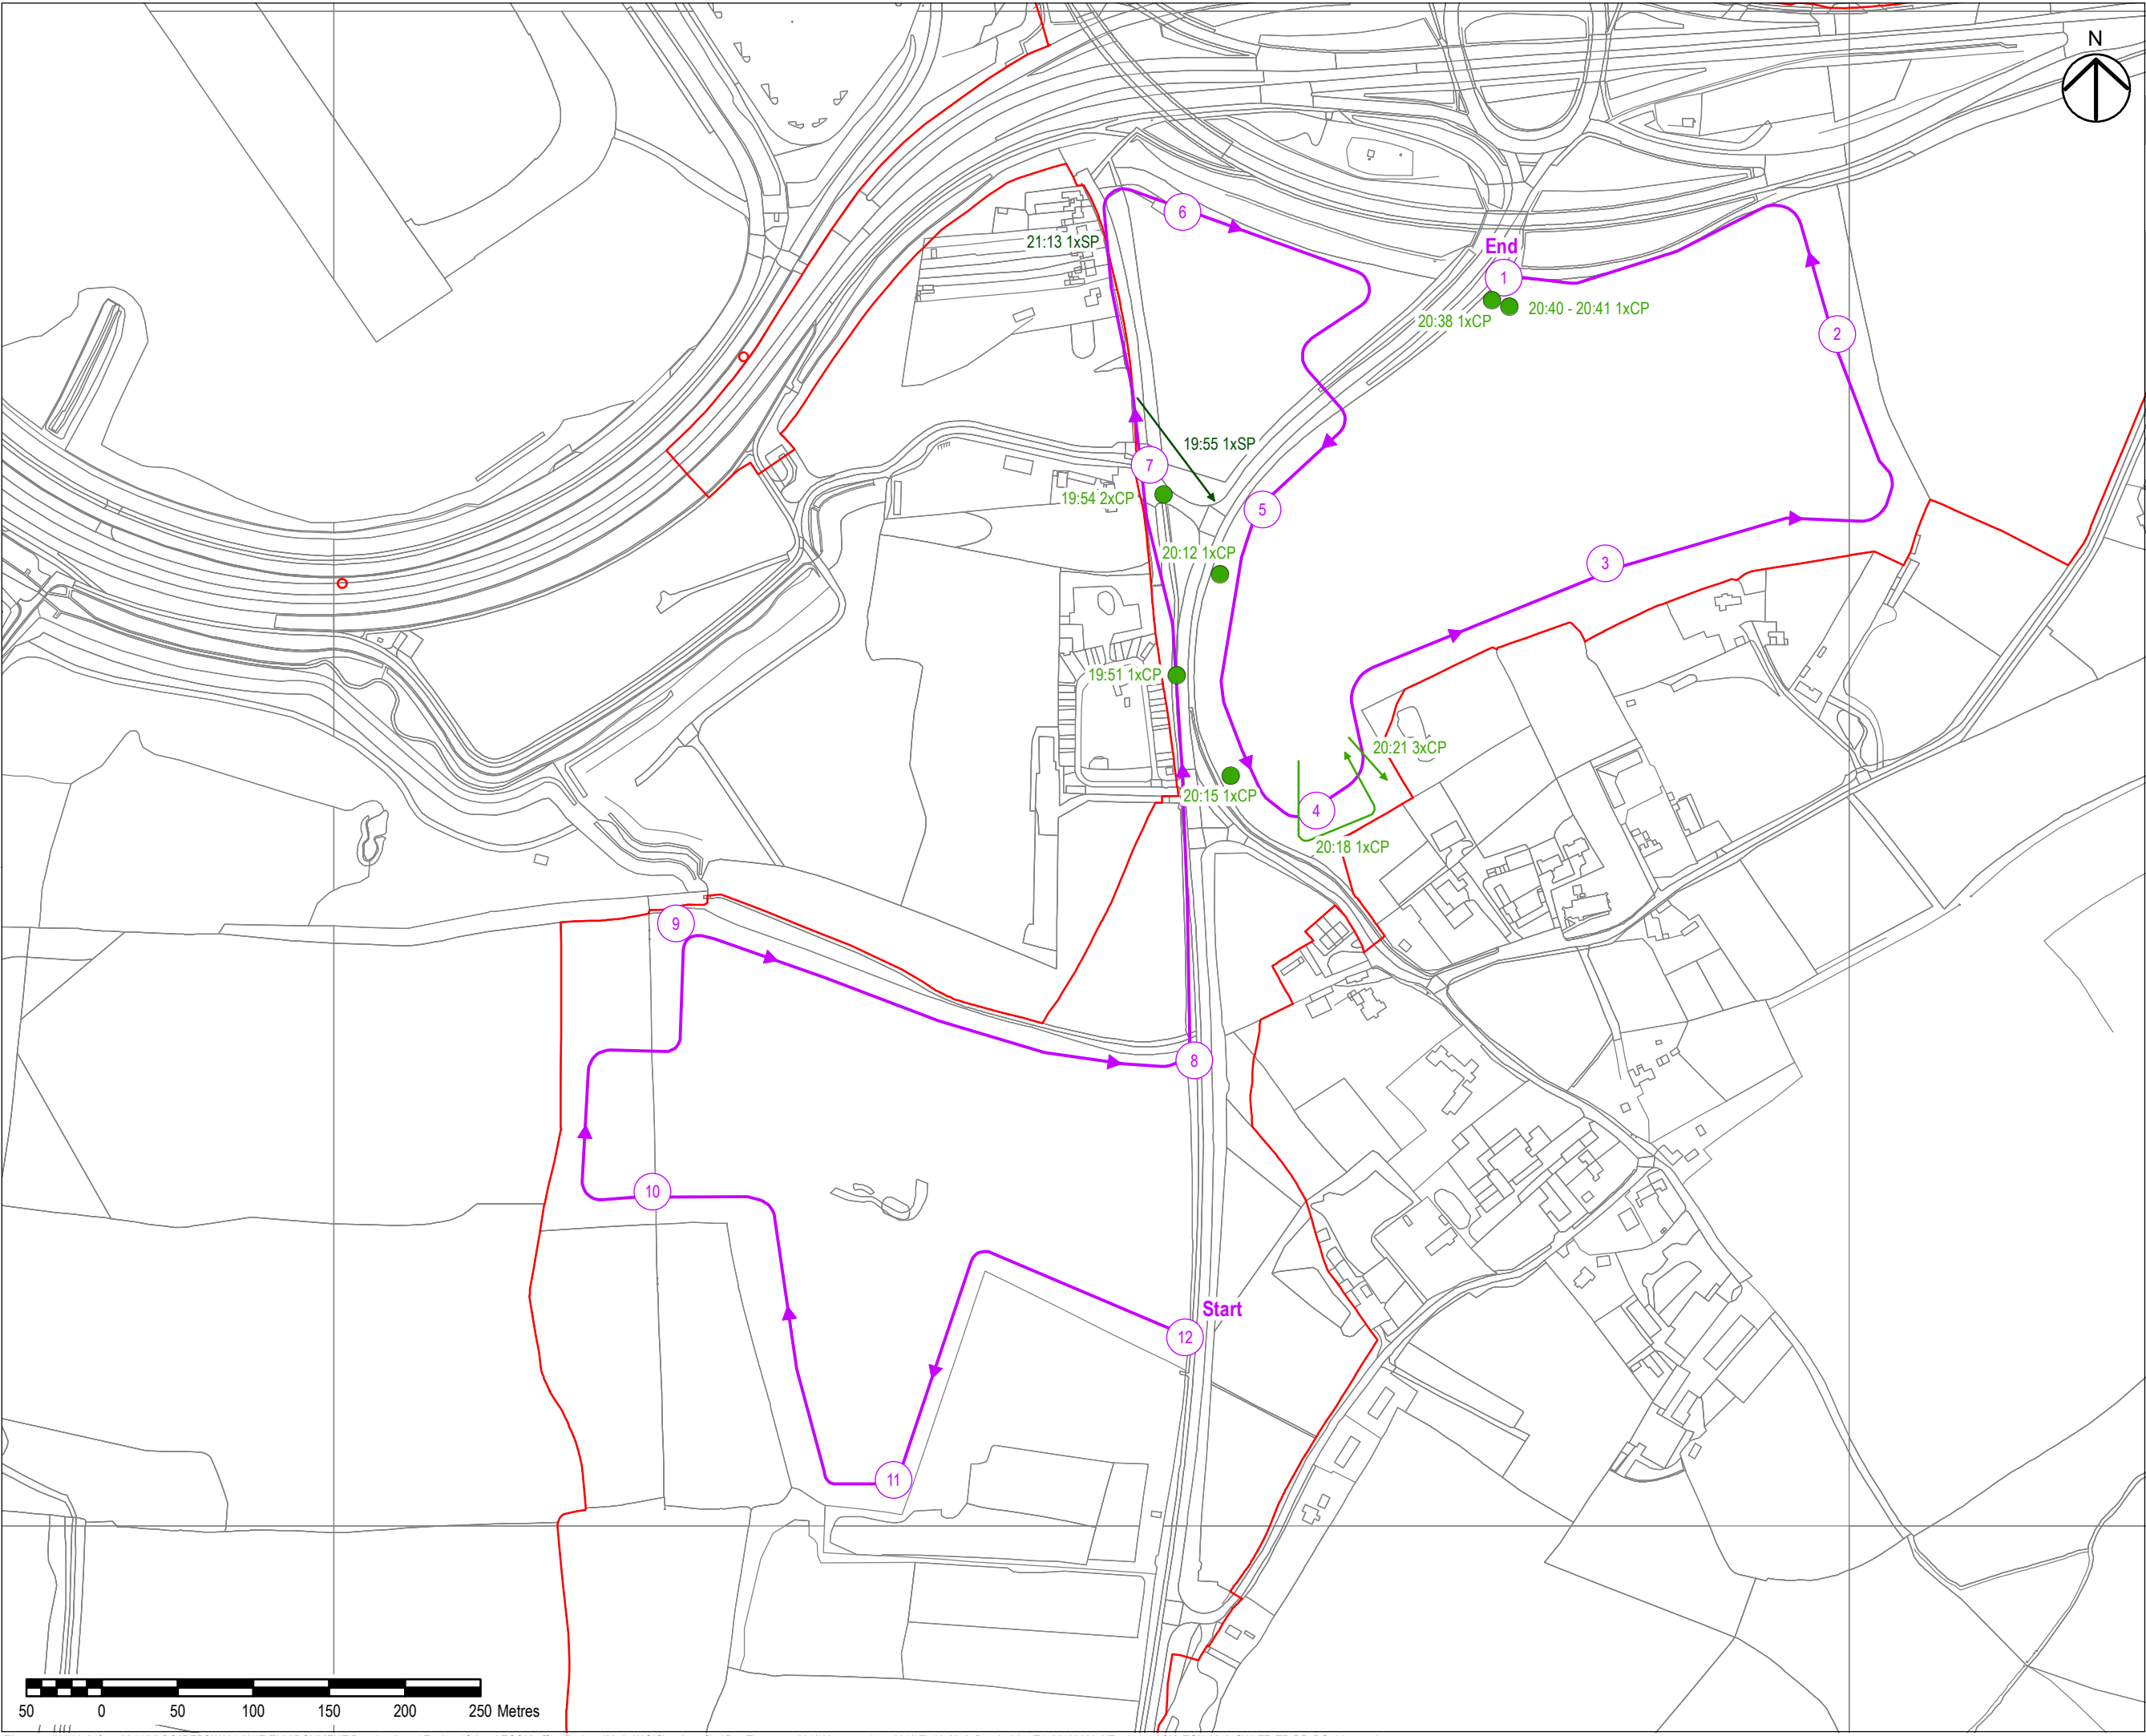 N
6
21:13 1xSP
End
1
20:38 1xCP
20:40 - 20:41 1xCP
2
19:55 1xSP
7
19:54 2xCP
5
20:12 1xCP
3
19:51 1xCP
20:21 3xCP
20:15 1xCP
4
20:18 1xCP
9
8
10
Start
12
11
50 0 50 100 150 200 250 Metres